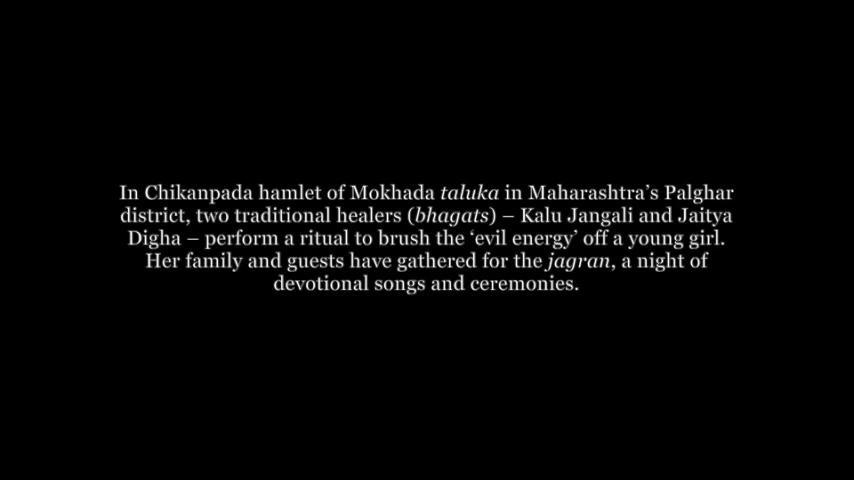 In Chikanpada hamlet of Mokhada taluka in Maharashtra’s Palghar
district, two traditional healers (bhagats) – Kalu Jangali and Jaitya
Digha – perform a ritual to brush the ‘evil energy’ off a young girl.
Her family and guests have gathered for the jagran, a night of
devotional songs and ceremonies.